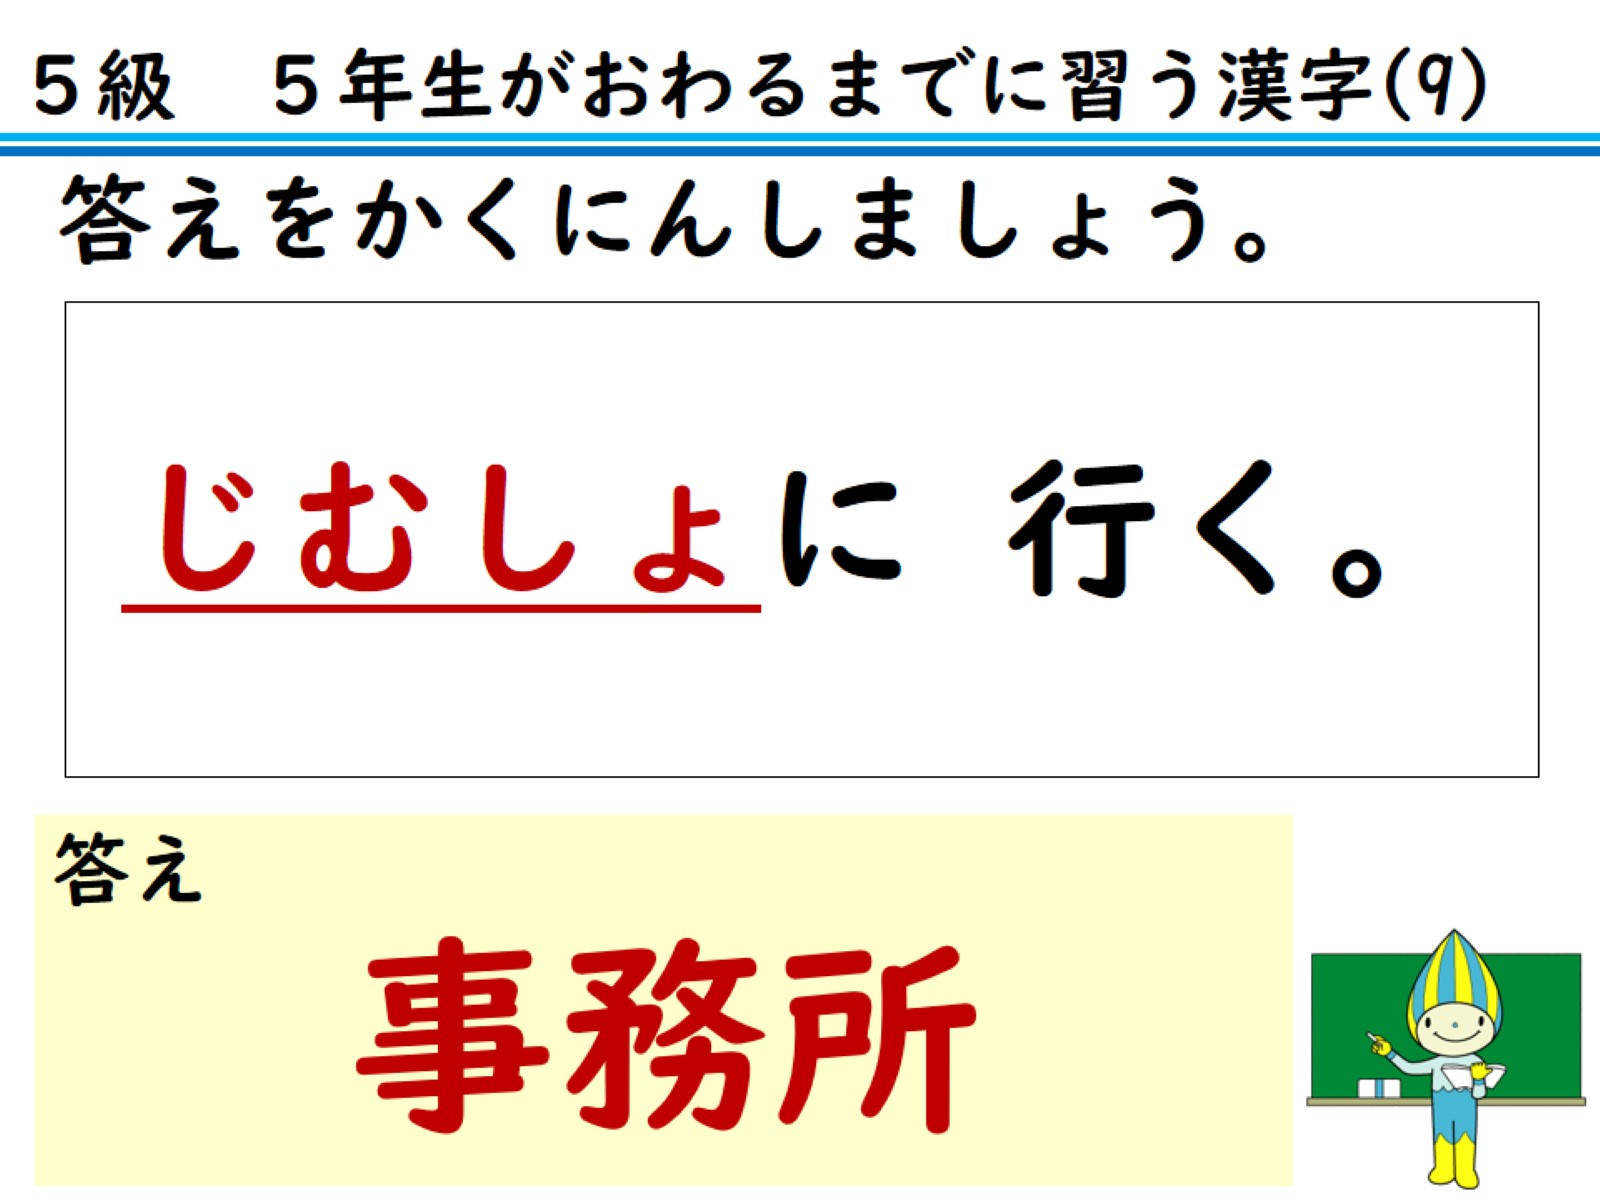 ５級　５年生がおわるまでに習う漢字(9)
答えをかくにんしましょう。
じむしょに 行く。
答え
事務所